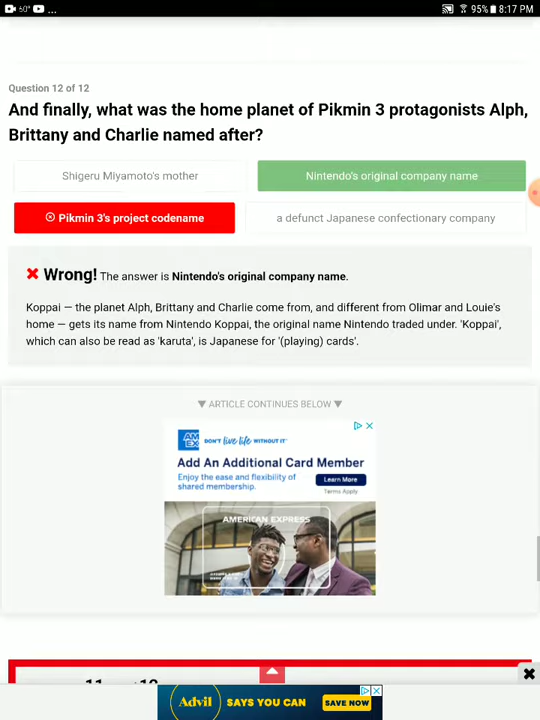 60°
...
95% 8:17 PM
Question 12 of 12
And finally, what was the home planet of Pikmin 3 protagonists Alph,
Brittany and Charlie named after?
Shigeru Miyamoto's mother
Nintendo's original company name
Pikmin 3's project codename
a defunct Japanese confectionary company
Wrong! The answer is Nintendo's original company name.
Koppai — the planet Alph, Brittany and Charlie come from, and different from Olimar and Louie's
home — gets its name from Nintendo Koppai, the original name Nintendo traded under. 'Koppai',
which can also be read as 'karuta', is Japanese for '(playing) cards'.
▼ ARTICLE CONTINUES BELOW ▼
AM
EX
DON'T live life WITHOUT IT™
Add An Additional Card Member
Enjoy the ease and flexibility of
shared membership.
Learn More
Terms Apply
AMERICAN EXPRESS
Advil SAYS YOU CAN SAVE NOW